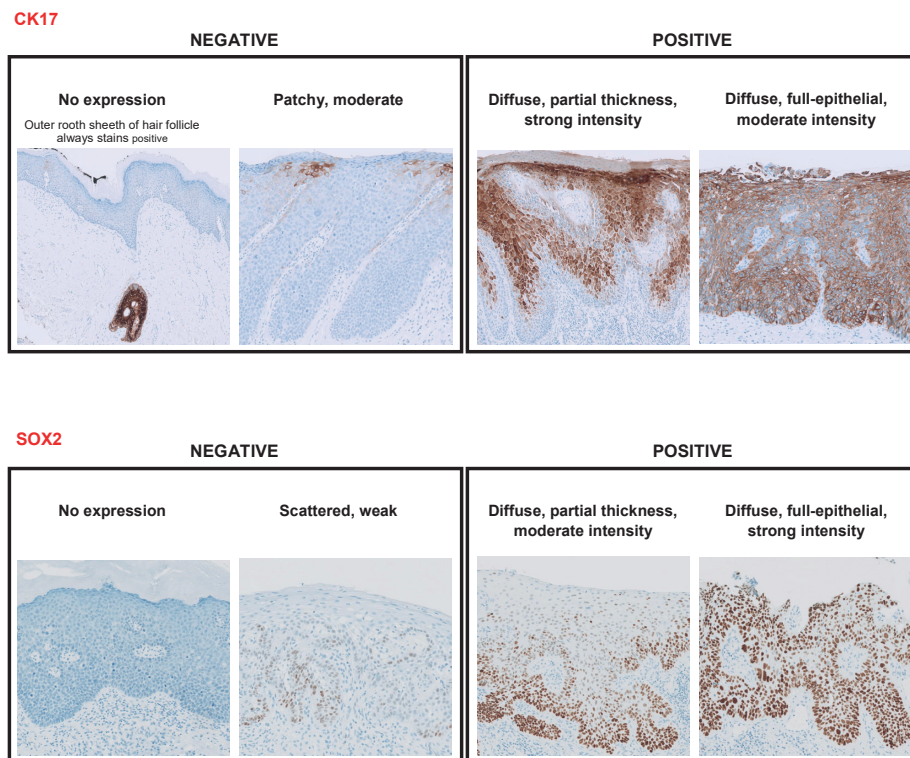 CK17
NEGATIVE
POSITIVE
No expression
Outer rooth sheeth of hair follicle
always stains positive
Patchy, moderate
Diffuse, partial thickness,
strong intensity
Diffuse, full-epithelial,
moderate intensity
SOX2
NEGATIVE
POSITIVE
No expression
Scattered, weak
Diffuse, partial thickness,
moderate intensity
Diffuse, full-epithelial,
strong intensity